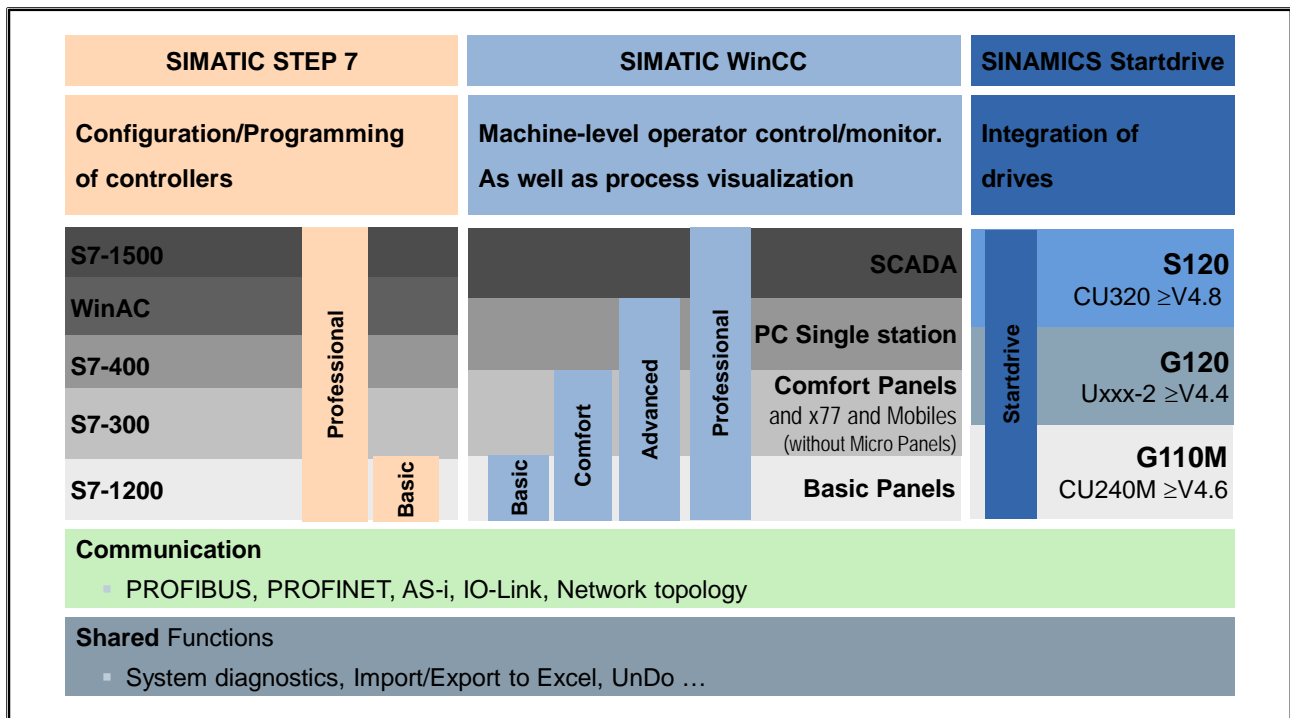 SIMATIC STEP 7
SIMATIC WinCC
SINAMICS Startdrive
Configuration/Programming
of controllers
Machine-level operator control/monitor.
As well as process visualization
Integration of
drives
S7-1500
WinAC
S7-400
S7-300
S7-1200
Professional
Basic
Basic
Comfort
Advanced
Professional
SCADA
PC Single station
Comfort Panels
and x77 and Mobiles
(without Micro Panels)
Basic Panels
Startdrive
S120
CU320 ≥V4.8
G120
Uxxx-2 ≥V4.4
G110M
CU240M ≥V4.6
Communication
▪ PROFIBUS, PROFINET, AS-i, IO-Link, Network topology
Shared Functions
▪ System diagnostics, Import/Export to Excel, UnDo …